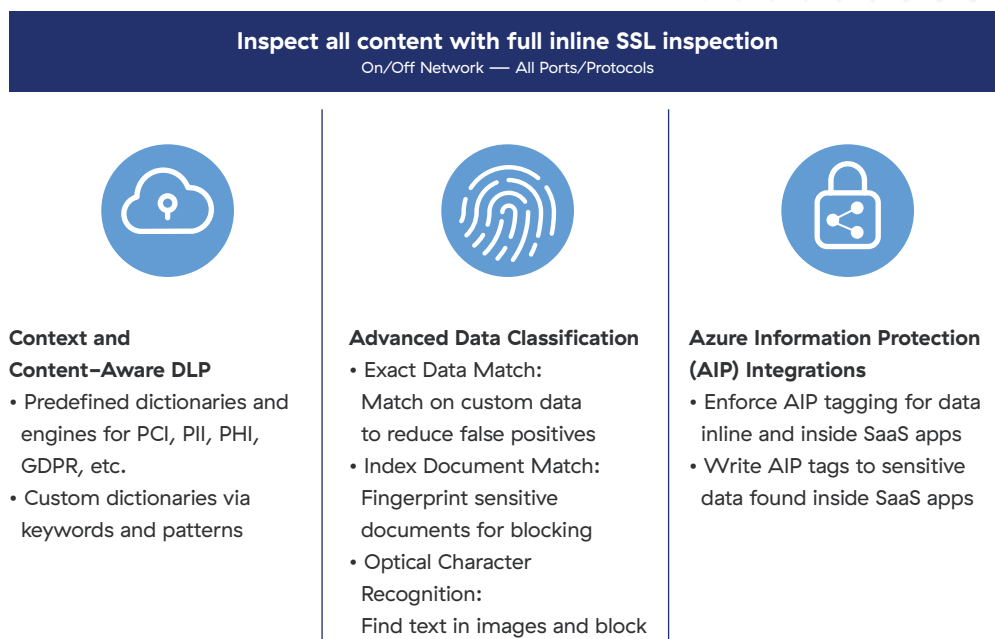 Inspect all content with full inline SSL inspection
On/Off Network — All Ports/Protocols
Context and
Content–Aware DLP
• Predefined dictionaries and
engines for PCI, PII, PHI,
GDPR, etc.
• Custom dictionaries via
keywords and patterns
Advanced Data Classification
• Exact Data Match:
Match on custom data
to reduce false positives
• Index Document Match:
Fingerprint sensitive
documents for blocking
• Optical Character
Recognition:
Find text in images and block
Azure Information Protection
(AIP) Integrations
• Enforce AIP tagging for data
inline and inside SaaS apps
• Write AIP tags to sensitive
data found inside SaaS apps